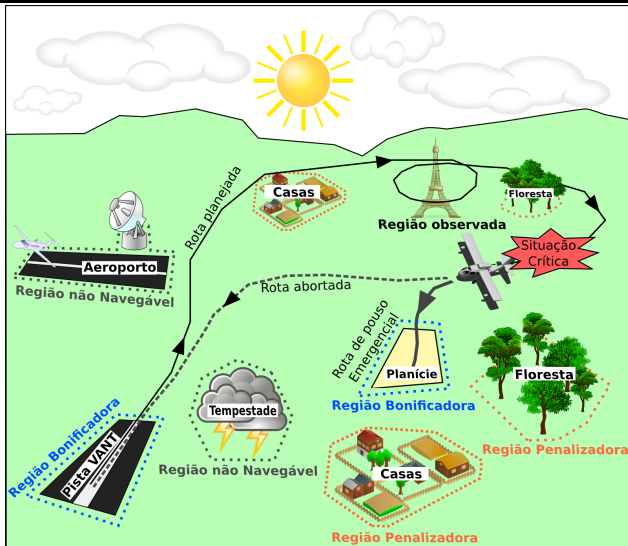 Rota planejada
Casas
Floresta
Região observada
Situação
Crítica
Aeroporto
Região não Navegável
Rota abortada
Rota de pouso
Emergencial
Planície
Região Bonificadora
Floresta
Região Penalizadora
Tempestade
Região não Navegável
Região Bonificadora
Pista VANT
Casas
Região Penalizadora